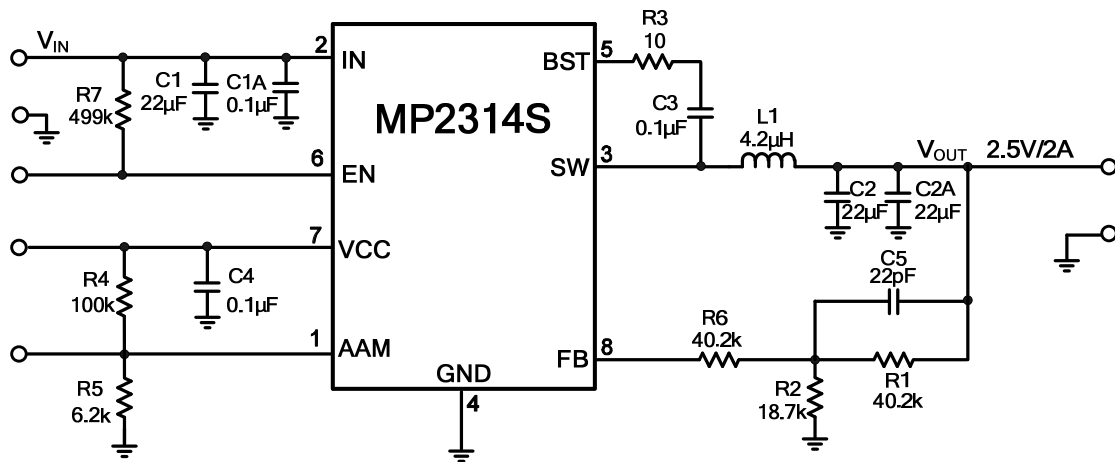 V_IN
R7
499k
C1
22µF
C1A
0.1µF
2
IN
6
EN
7
VCC
1
AAM
R4
100k
C4
0.1µF
R5
6.2k
MP2314S
GND
4
BST
5
SW
3
FB
8
R3
10
C3
0.1µF
L1
4.2µH
V_OUT 2.5V/2A
C2
22µF
C2A
22µF
C5
22pF
R6
40.2k
R2
18.7k
R1
40.2k